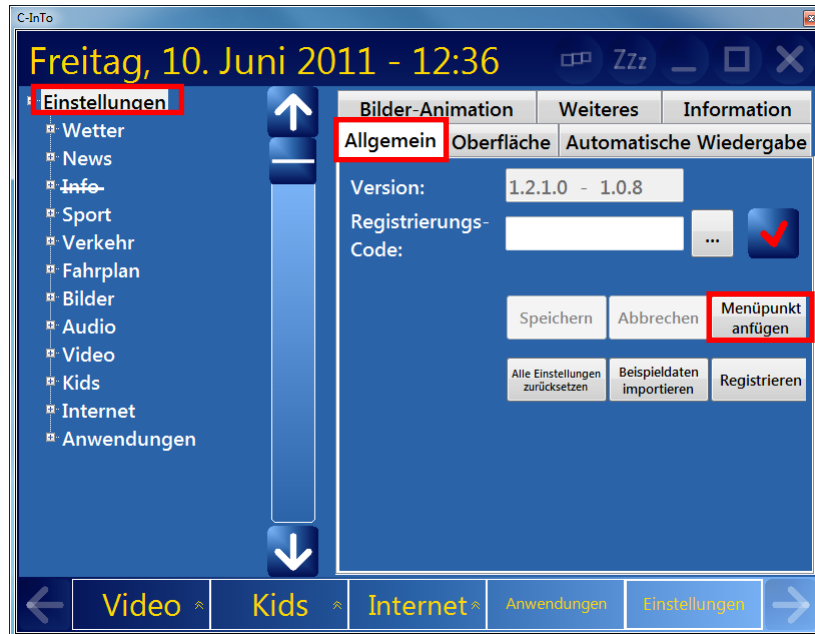 C-InTo
Freitag, 10. Juni 2011 - 12:36
Zzz
Einstellungen
Wetter
News
Info
Sport
Verkehr
Fahrplan
Bilder
Audio
Video
Kids
Internet
Anwendungen
Bilder-Animation Weiteres Information
Allgemein Oberfläche Automatische Wiedergabe
Version: 1.2.1.0 - 1.0.8
Registrierungs-
Code:
...
Speichern Abbrechen Menüpunkt
anfügen
Alle Einstellungen
zurücksetzen
Beispieldaten
importieren
Registrieren
Video Kids Internet Anwendungen Einstellungen